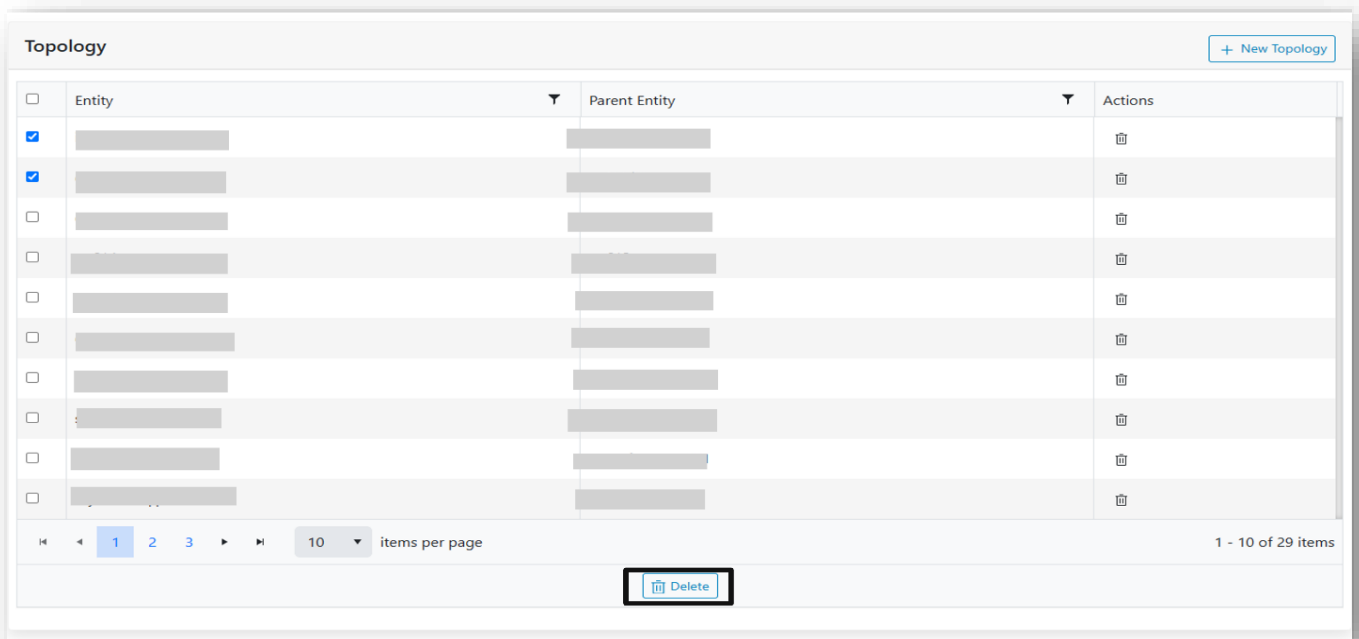 Topology
+ New Topology
Entity Parent Entity Actions
1 2 3 10 items per page 1 - 10 of 29 items
Delete